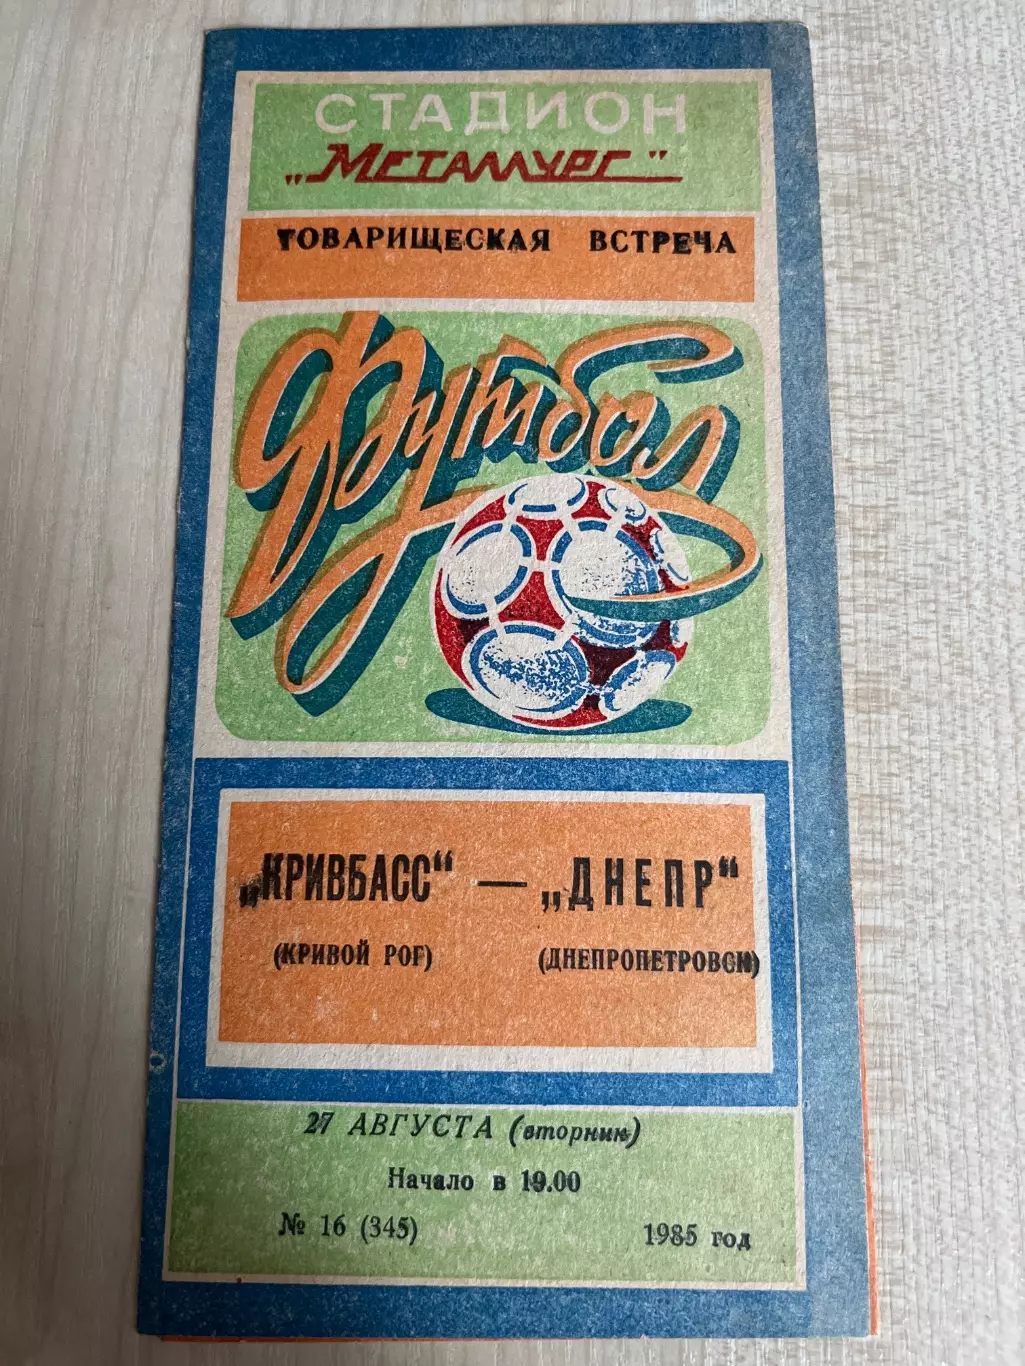 СТАДИОН
„Металлург"
ТОВАРИЩЕСКАЯ ВСТРЕЧА
Футбол
„КРИВБАСС“ — „ДНЕПР“
(КРИВОЙ РОГ) (ДНЕПРОПЕТРОВСК)
27 АВГУСТА (вторник)
Начало в 19.00
№ 16 (345) 1985 год